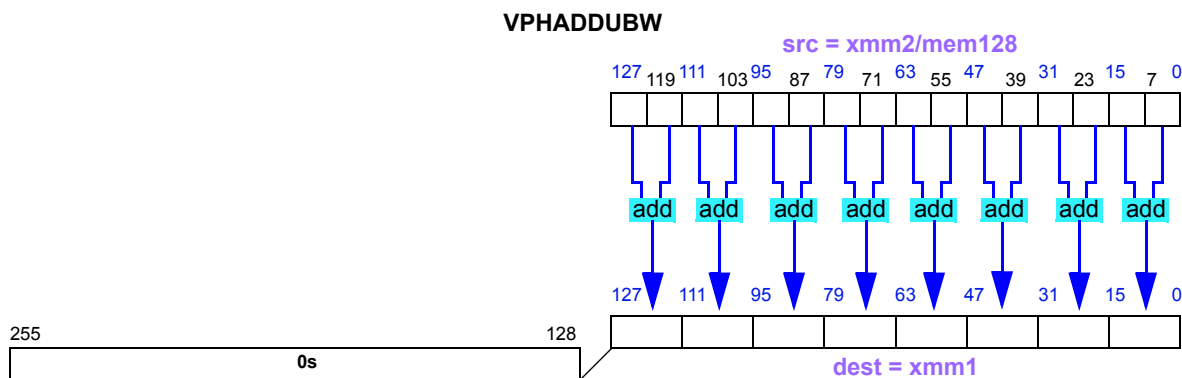 VPHADDUBW
src = xmm2/mem128
127 119 111 103 95 87 79 71 63 55 47 39 31 23 15 7 0
add add add add add add add add
127 111 95 79 63 47 31 15 0
255 128
0s
dest = xmm1